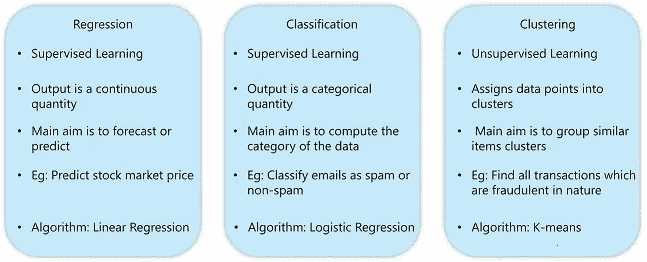 Regression
• Supervised Learning
• Output is a continuous
quantity
• Main aim is to forecast or
predict
• Eg: Predict stock market price
• Algorithm: Linear Regression
Classification
• Supervised Learning
• Output is a categorical
quantity
• Main aim is to compute the
category of the data
• Eg: Classify emails as spam or
non-spam
• Algorithm: Logistic Regression
Clustering
• Unsupervised Learning
• Assigns data points into
clusters
• Main aim is to group similar
items clusters
• Eg: Find all transactions which
are fraudulent in nature
• Algorithm: K-means